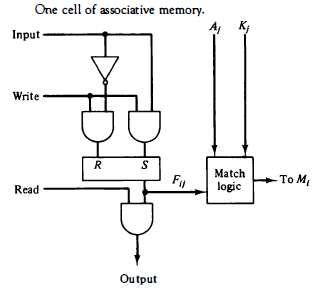 One cell of associative memory.
Input
A_j K_j
Write
R S
F_ij
Match
logic
To M_i
Read
Output